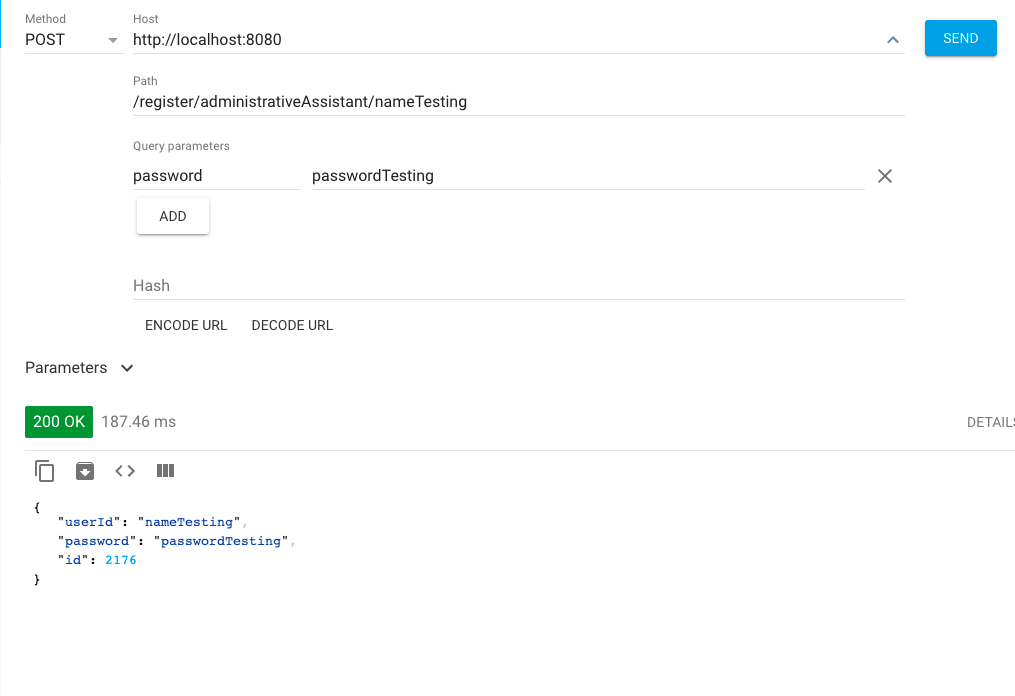 Method
Host
POST
http://localhost:8080
SEND
Path
/register/administrativeAssistant/nameTesting
Query parameters
password
passwordTesting
ADD
Hash
ENCODE URL
DECODE URL
Parameters
200 OK
187.46 ms
DETAILS
{
"userId": "nameTesting",
"password": "passwordTesting",
"id": 2176
}